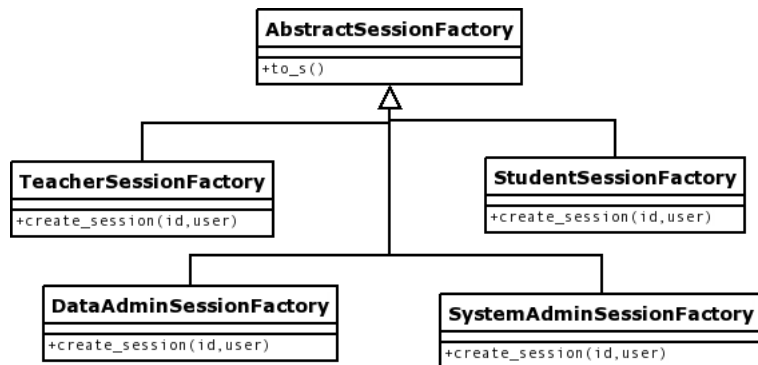 AbstractSessionFactory
+to_s()
TeacherSessionFactory
+create_session(id,user)
StudentSessionFactory
+create_session(id,user)
DataAdminSessionFactory
+create_session(id,user)
SystemAdminSessionFactory
+create_session(id,user)